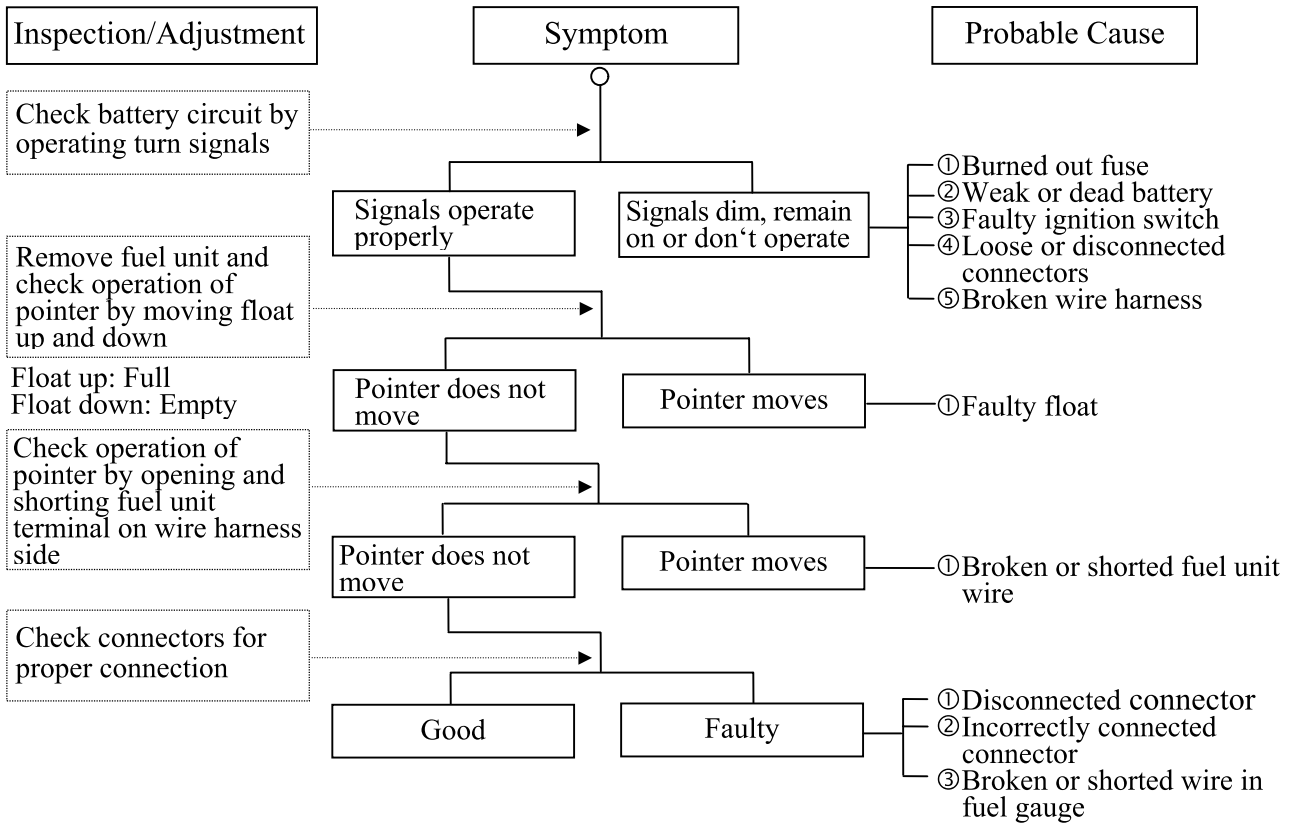 Inspection/Adjustment
Symptom
Probable Cause
Check battery circuit by
operating turn signals
Signals operate
properly
Signals dim, remain
on or don‘t operate
①Burned out fuse
②Weak or dead battery
③Faulty ignition switch
④Loose or disconnected
connectors
⑤Broken wire harness
Remove fuel unit and
check operation of
pointer by moving float
up and down
Float up: Full
Float down: Empty
Pointer does not
move
Pointer moves
①Faulty float
Check operation of
pointer by opening and
shorting fuel unit
terminal on wire harness
side
Pointer does not
move
Pointer moves
①Broken or shorted fuel unit
wire
Check connectors for
proper connection
Good
Faulty
①Disconnected connector
②Incorrectly connected
connector
③Broken or shorted wire in
fuel gauge